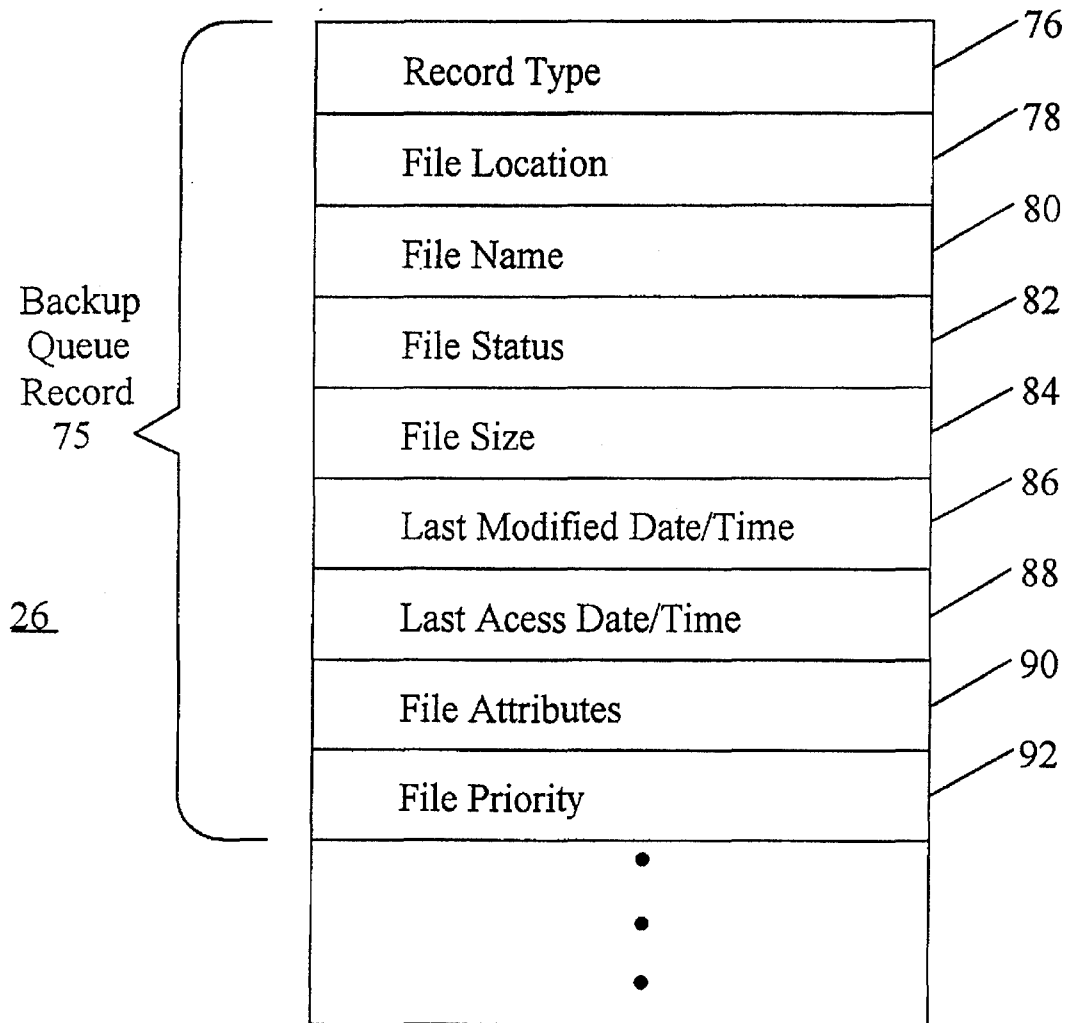 76
Record Type
78
File Location
80
File Name
82
Backup
Queue
Record
75
File Status
84
File Size
86
Last Modified Date/Time
88
26
Last Acess Date/Time
90
File Attributes
92
File Priority